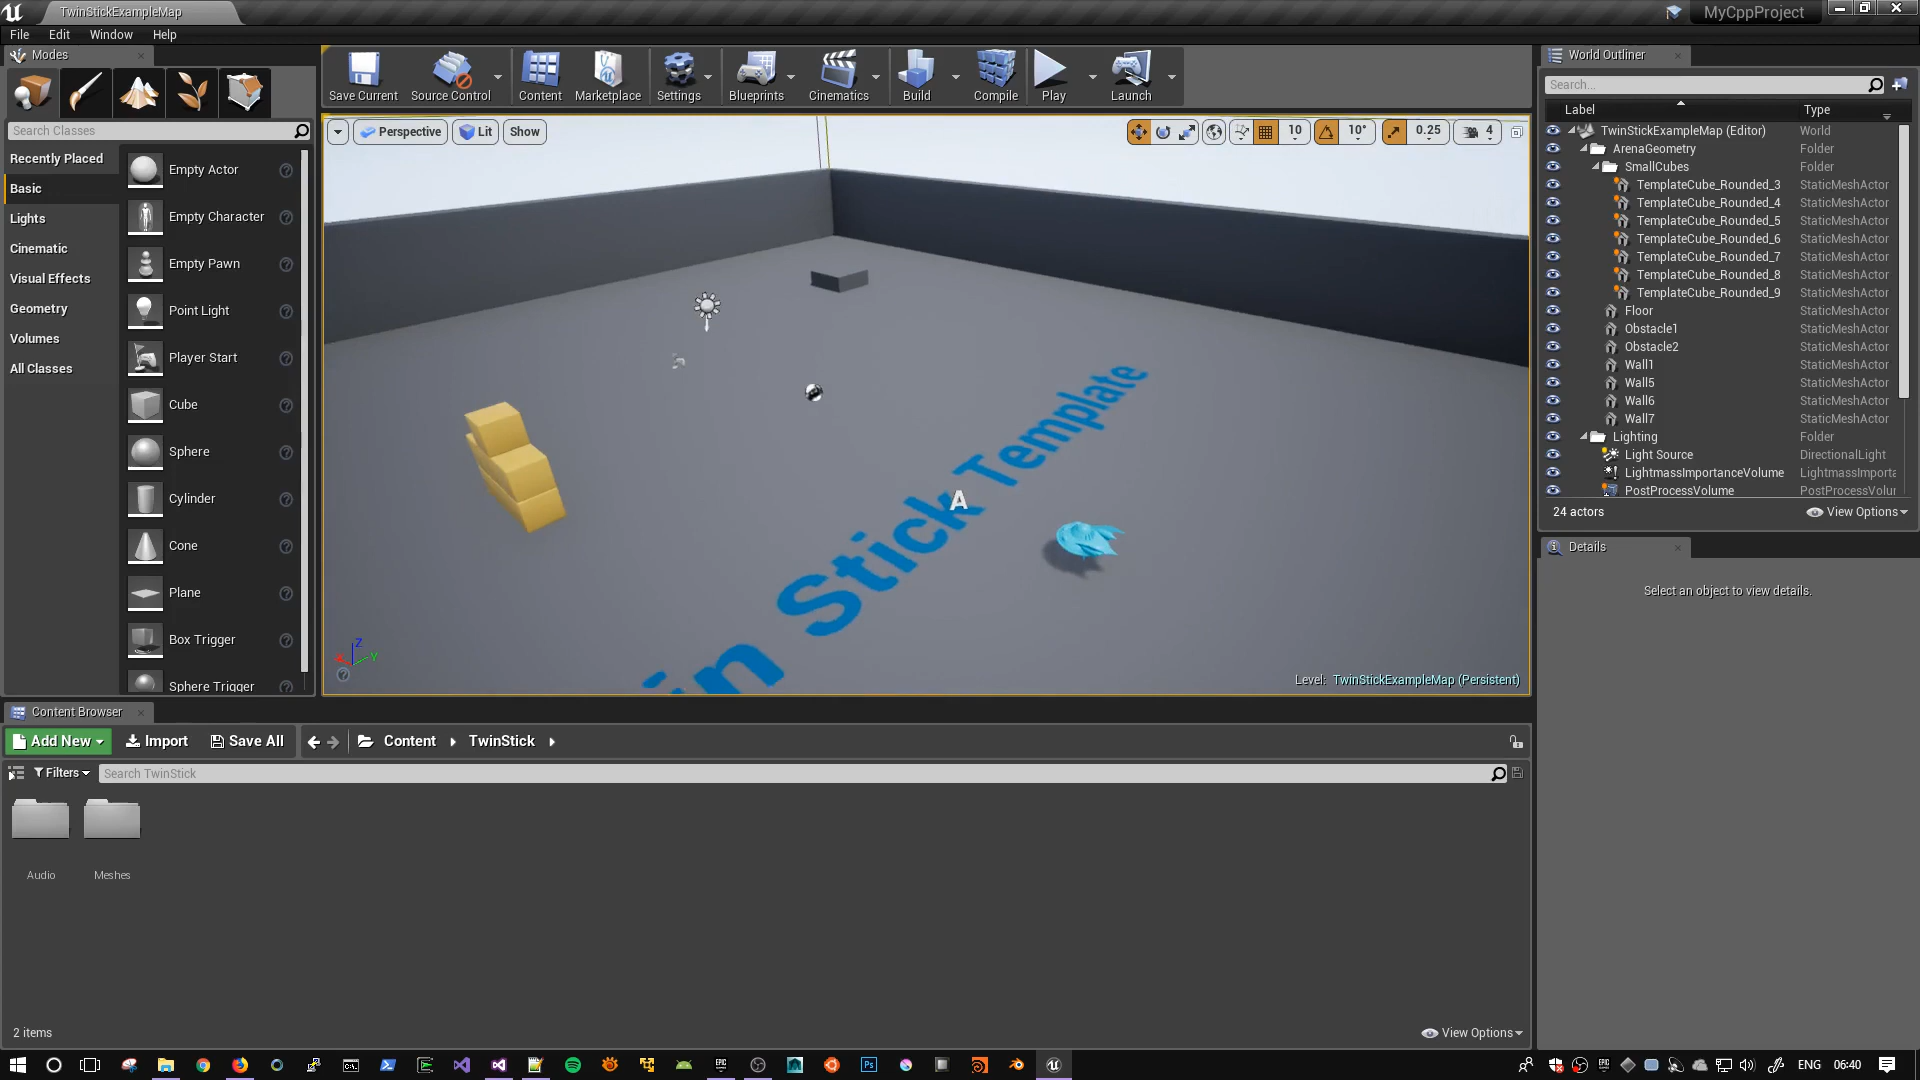 TwinStickExampleMap
MyCppProject
File Edit Window Help
Modes
Search Classes
Recently Placed
Basic
Lights
Cinematic
Visual Effects
Geometry
Volumes
All Classes
Empty Actor
Empty Character
Empty Pawn
Point Light
Player Start
Cube
Sphere
Cylinder
Cone
Plane
Box Trigger
Sphere Trigger
Save Current Source Control Content Marketplace Settings Blueprints Cinematics Build Compile Play Launch
Perspective Lit Show
10 10° 0.25 4
in Stick Template
A
Z
X Y
Level: TwinStickExampleMap (Persistent)
World Outliner
Search...
Label Type
TwinStickExampleMap (Editor) World
ArenaGeometry Folder
SmallCubes Folder
TemplateCube_Rounded_3 StaticMeshActor
TemplateCube_Rounded_4 StaticMeshActor
TemplateCube_Rounded_5 StaticMeshActor
TemplateCube_Rounded_6 StaticMeshActor
TemplateCube_Rounded_7 StaticMeshActor
TemplateCube_Rounded_8 StaticMeshActor
TemplateCube_Rounded_9 StaticMeshActor
Floor StaticMeshActor
Obstacle1 StaticMeshActor
Obstacle2 StaticMeshActor
Wall1 StaticMeshActor
Wall5 StaticMeshActor
Wall6 StaticMeshActor
Wall7 StaticMeshActor
Lighting Folder
Light Source DirectionalLight
LightmassImportanceVolume LightmassImporta
PostProcessVolume PostProcessVolur
24 actors View Options
Details
Select an object to view details.
Content Browser
Add New Import Save All Content TwinStick
Filters Search TwinStick
Audio Meshes
2 items View Options
ENG 06:40